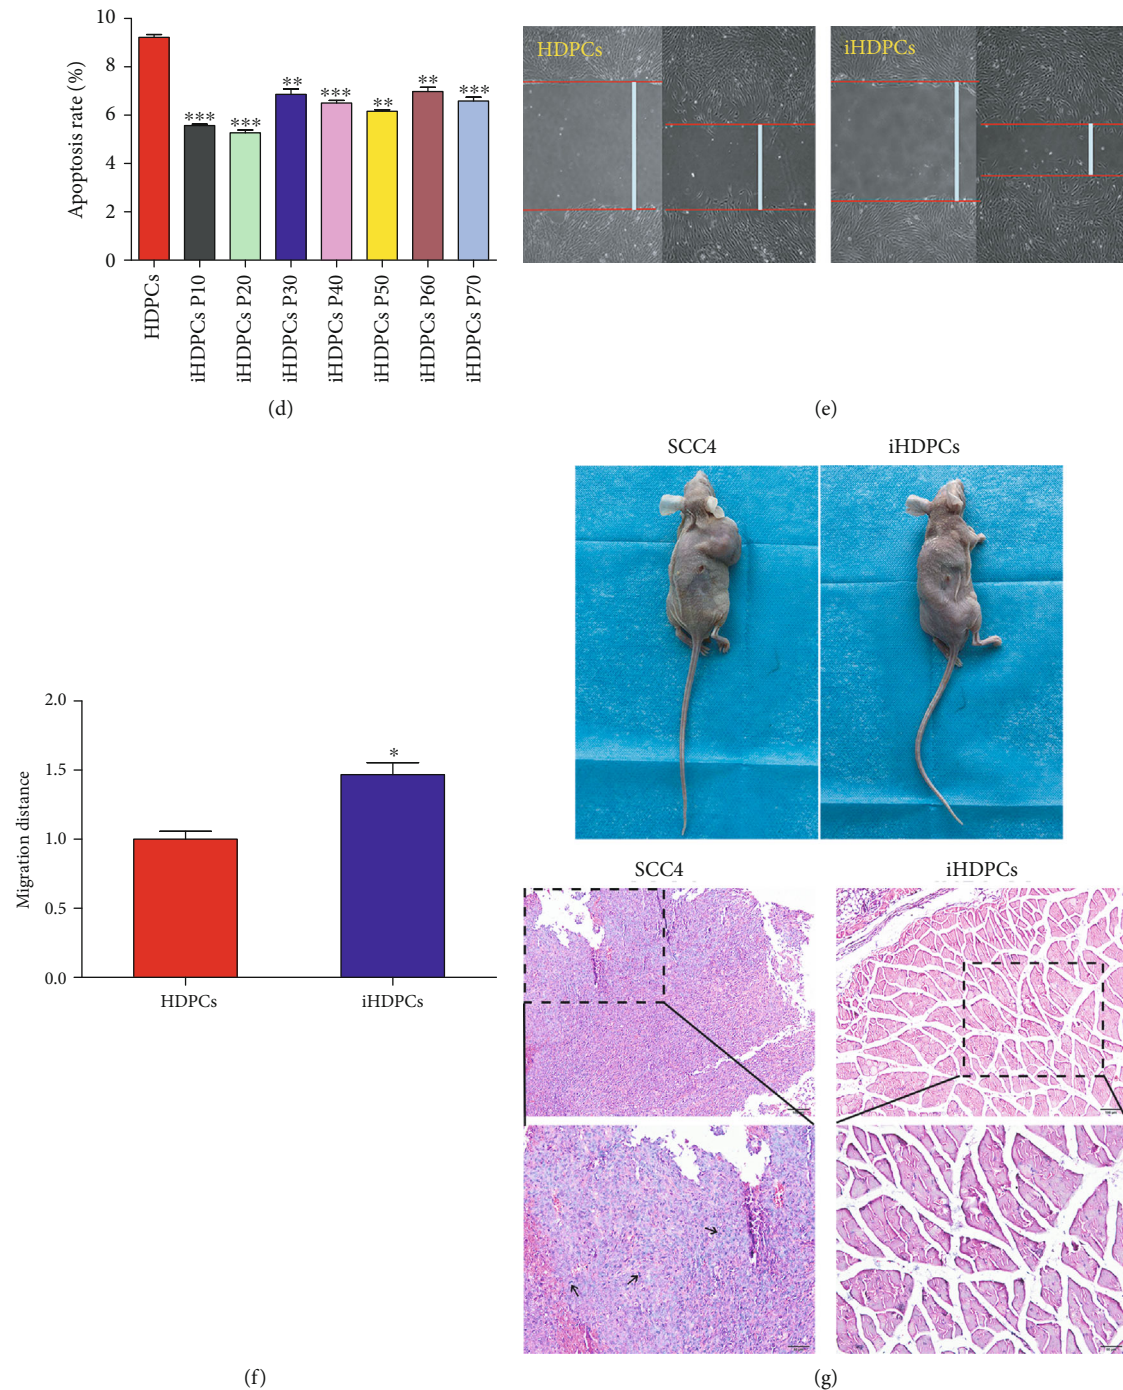 10
8
6
4
2
0
Apoptosis rate (%)
***
***
**
***
**
**
***
HDPCs
iHDPCs P10
iHDPCs P20
iHDPCs P30
iHDPCs P40
iHDPCs P50
iHDPCs P60
iHDPCs P70
(d)
HDPCs
iHDPCs
(e)
2.0
1.5
1.0
0.5
0.0
Migration distance
*
HDPCs
iHDPCs
(f)
SCC4
iHDPCs
SCC4
iHDPCs
(g)